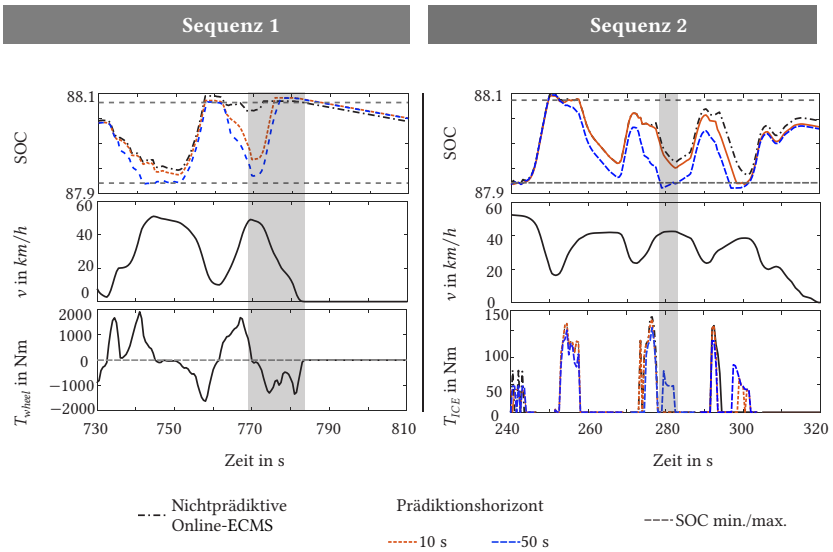 Sequenz 1
Sequenz 2
88.1
SOC
87.9
60
40
20
0
v in km/h
2000
1000
0
−1000
−2000
T_wheel in Nm
730
750
770
790
810
Zeit in s
88.1
SOC
87.9
60
40
20
0
v in km/h
150
100
50
0
T_ICE in Nm
240
260
280
300
320
Zeit in s
Nichtprädiktive
Online-ECMS
Prädiktionshorizont
10 s
50 s
SOC min./max.